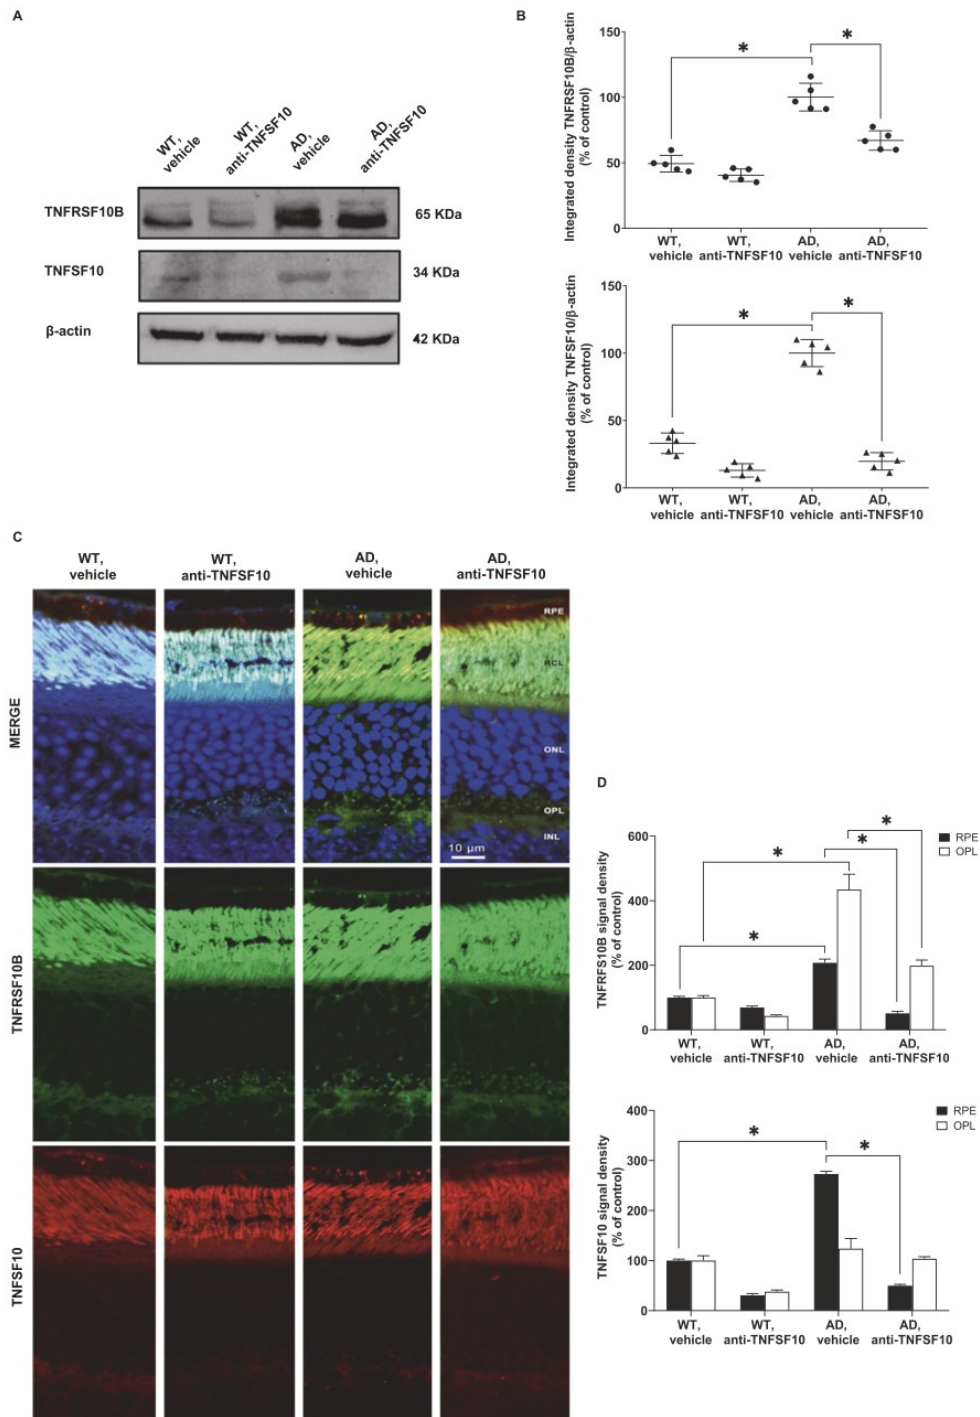 A
WT,
vehicle
WT,
anti-TNFSF10
AD,
vehicle
AD,
anti-TNFSF10
TNFRSF10B
65 KDa
TNFSF10
34 KDa
β-actin
42 KDa
B
Integrated density TNFRSF10B/β-actin
(% of control)
150
100
50
0
*
*
WT,
vehicle
WT,
anti-TNFSF10
AD,
vehicle
AD,
anti-TNFSF10
Integrated density TNFSF10/β-actin
(% of control)
150
100
50
0
*
*
WT,
vehicle
WT,
anti-TNFSF10
AD,
vehicle
AD,
anti-TNFSF10
C
WT,
vehicle
WT,
anti-TNFSF10
AD,
vehicle
AD,
anti-TNFSF10
MERGE
RPE
RCL
ONL
OPL
INL
10 µm
TNFRSF10B
TNFSF10
D
TNFRFS10B signal density
(% of control)
600
400
200
0
*
*
*
*
RPE
OPL
WT,
vehicle
WT,
anti-TNFSF10
AD,
vehicle
AD,
anti-TNFSF10
TNFSF10 signal density
(% of control)
400
300
200
100
0
*
*
RPE
OPL
WT,
vehicle
WT,
anti-TNFSF10
AD,
vehicle
AD,
anti-TNFSF10